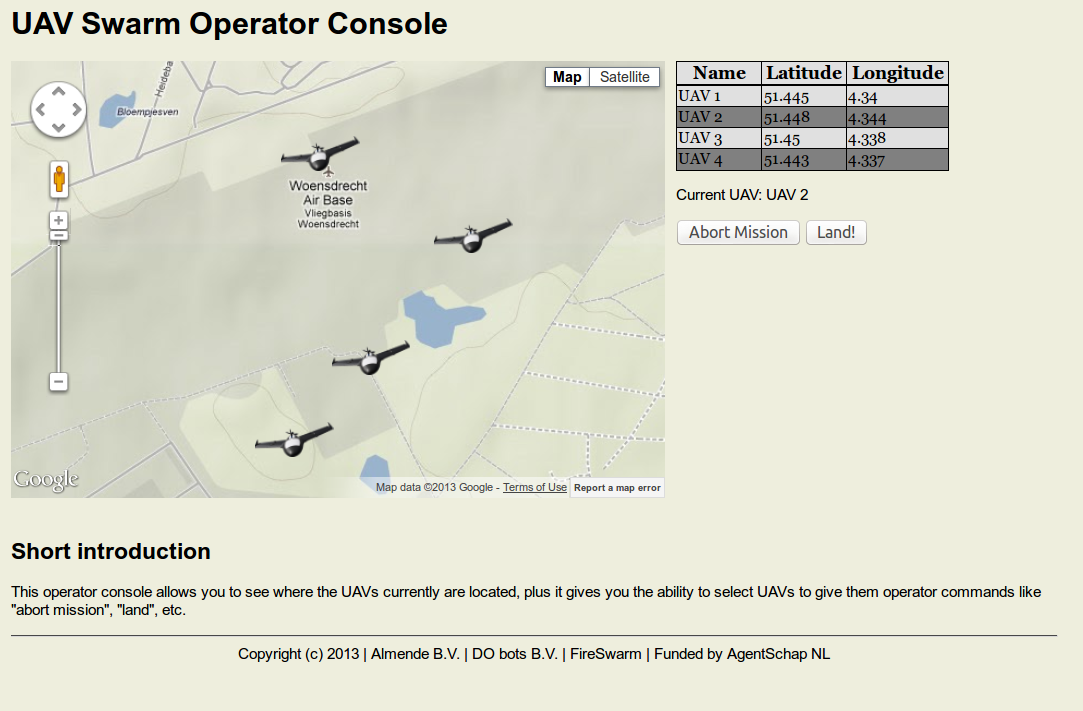 UAV Swarm Operator Console
Heideba
Bloempjesven
Map Satellite
Woensdrecht
Air Base
Vliegbasis
Woensdrecht
Google
Map data ©2013 Google - Terms of Use Report a map error
Name Latitude Longitude
UAV 1 51.445 4.34
UAV 2 51.448 4.344
UAV 3 51.45 4.338
UAV 4 51.443 4.337
Current UAV: UAV 2
Abort Mission Land!
Short introduction
This operator console allows you to see where the UAVs currently are located, plus it gives you the ability to select UAVs to give them operator commands like
"abort mission", "land", etc.
Copyright (c) 2013 | Almende B.V. | DO bots B.V. | FireSwarm | Funded by AgentSchap NL